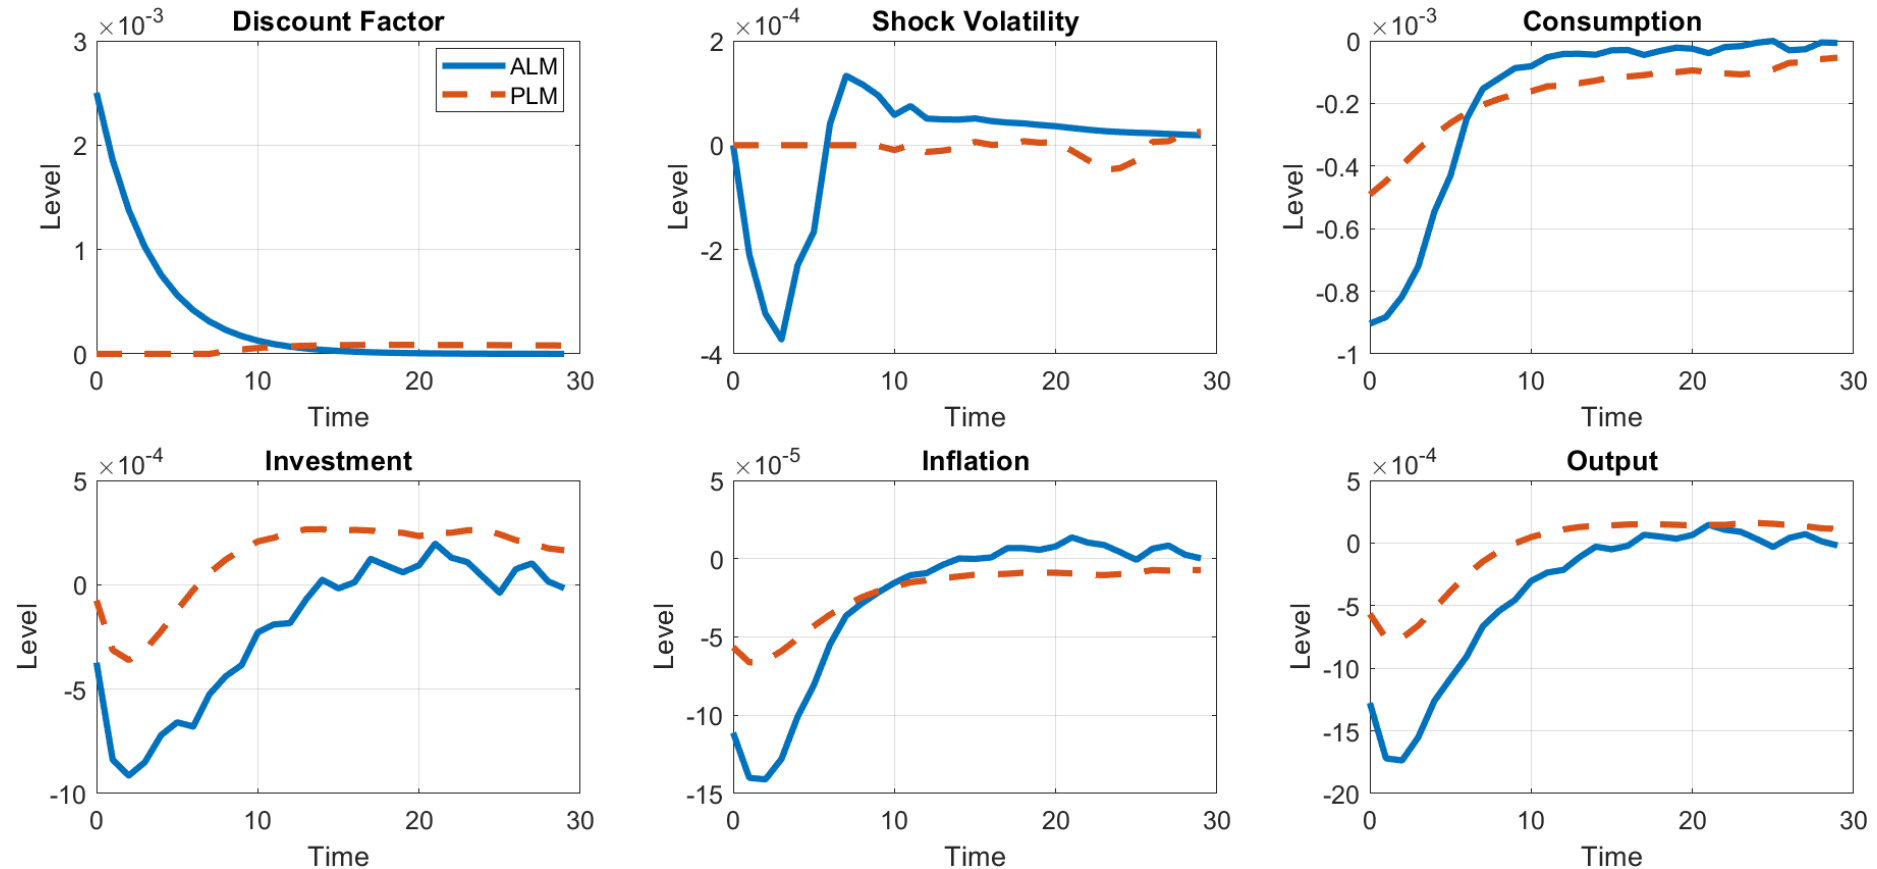 Discount Factor
×10-3
3
2
1
0
Level
0 10 20 30
Time
ALM
PLM
Shock Volatility
×10-4
2
0
-2
-4
Level
0 10 20 30
Time
Consumption
×10-3
0
-0.2
-0.4
-0.6
-0.8
-1
Level
0 10 20 30
Time
Investment
×10-4
5
0
-5
-10
Level
0 10 20 30
Time
Inflation
×10-5
5
0
-5
-10
-15
Level
0 10 20 30
Time
Output
×10-4
5
0
-5
-10
-15
-20
Level
0 10 20 30
Time